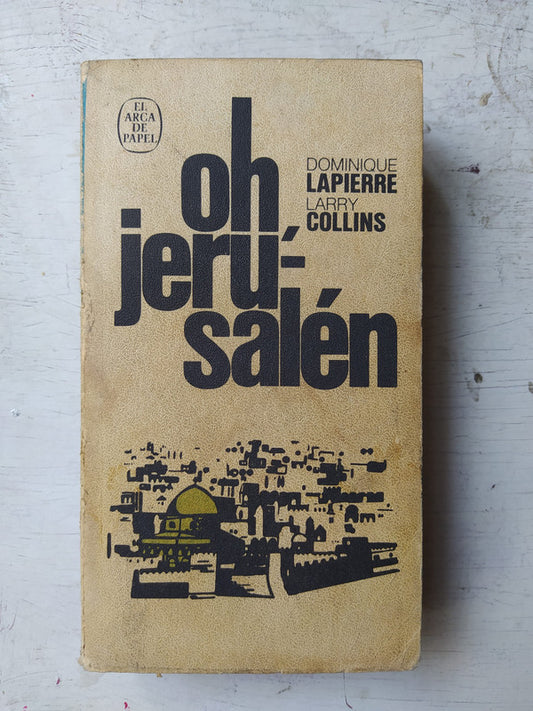 EL
ARCA
DE
PAPEL
oh
jeru-
salén
DOMINIQUE
LAPIERRE
LARRY
COLLINS